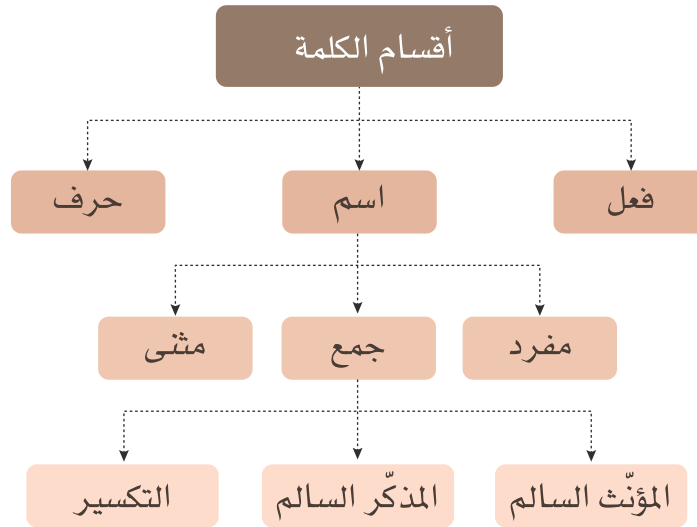 أقسام الكلمة
فعل
اسم
حرف
مفرد
جمع
مثنى
المؤنّث السالم
المذكّر السالم
التكسير